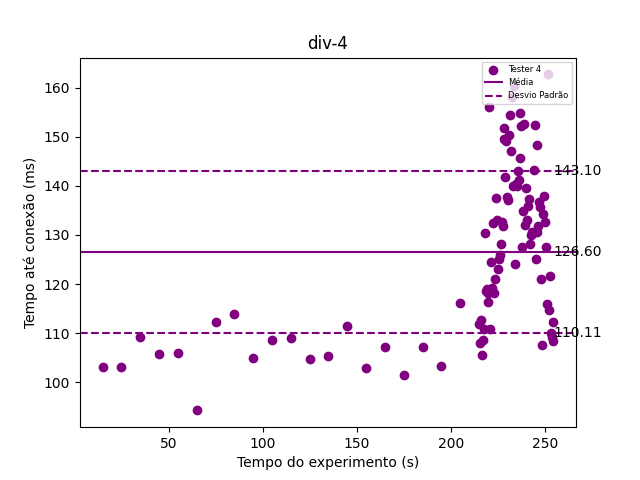 div-4
Tester 4
Média
Desvio Padrão
160
150
140
130
120
110
100
143.10
126.60
110.11
Tempo até conexão (ms)
50
100
150
200
250
Tempo do experimento (s)